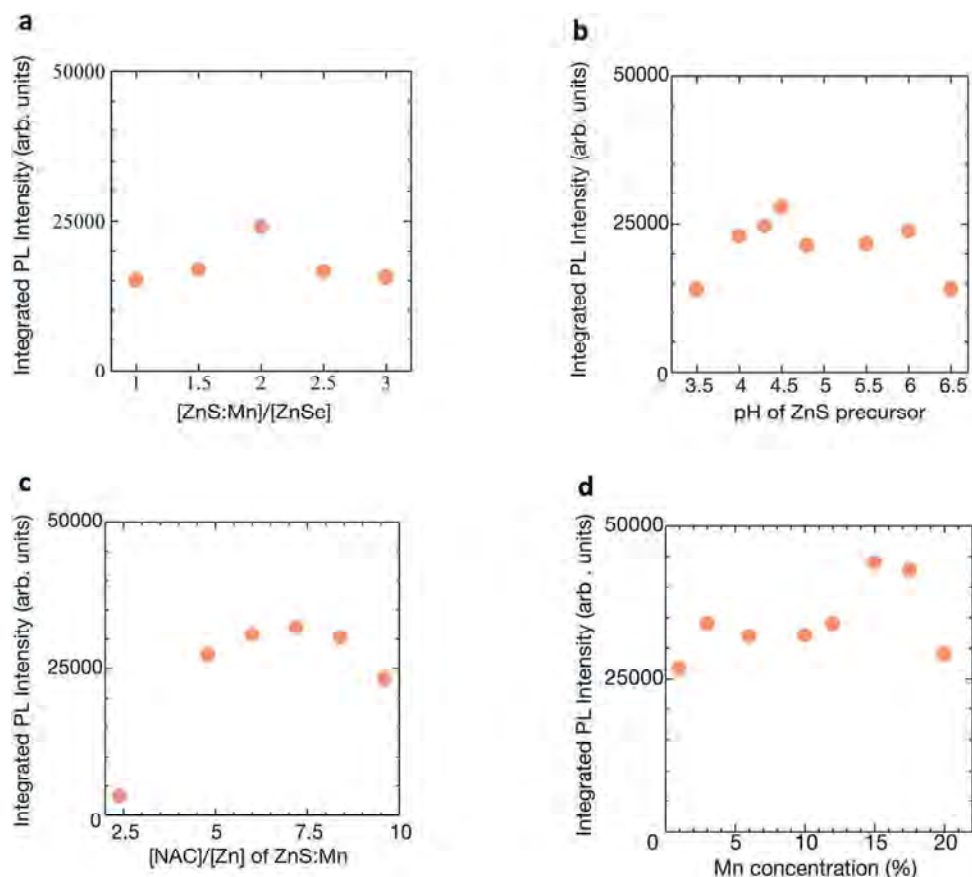 a
Integrated PL Intensity (arb. units)
50000
25000
0
1 1.5 2 2.5 3
[ZnS:Mn]/[ZnSe]
b
Integrated PL Intensity (arb. units)
50000
25000
0
3.5 4 4.5 5 5.5 6 6.5
pH of ZnS precursor
c
Integrated PL Intensity (arb. units)
50000
25000
0
2.5 5 7.5 10
[NAC]/[Zn] of ZnS:Mn
d
Integrated PL Intensity (arb . units)
50000
25000
0
5 10 15 20
Mn concentration (%)